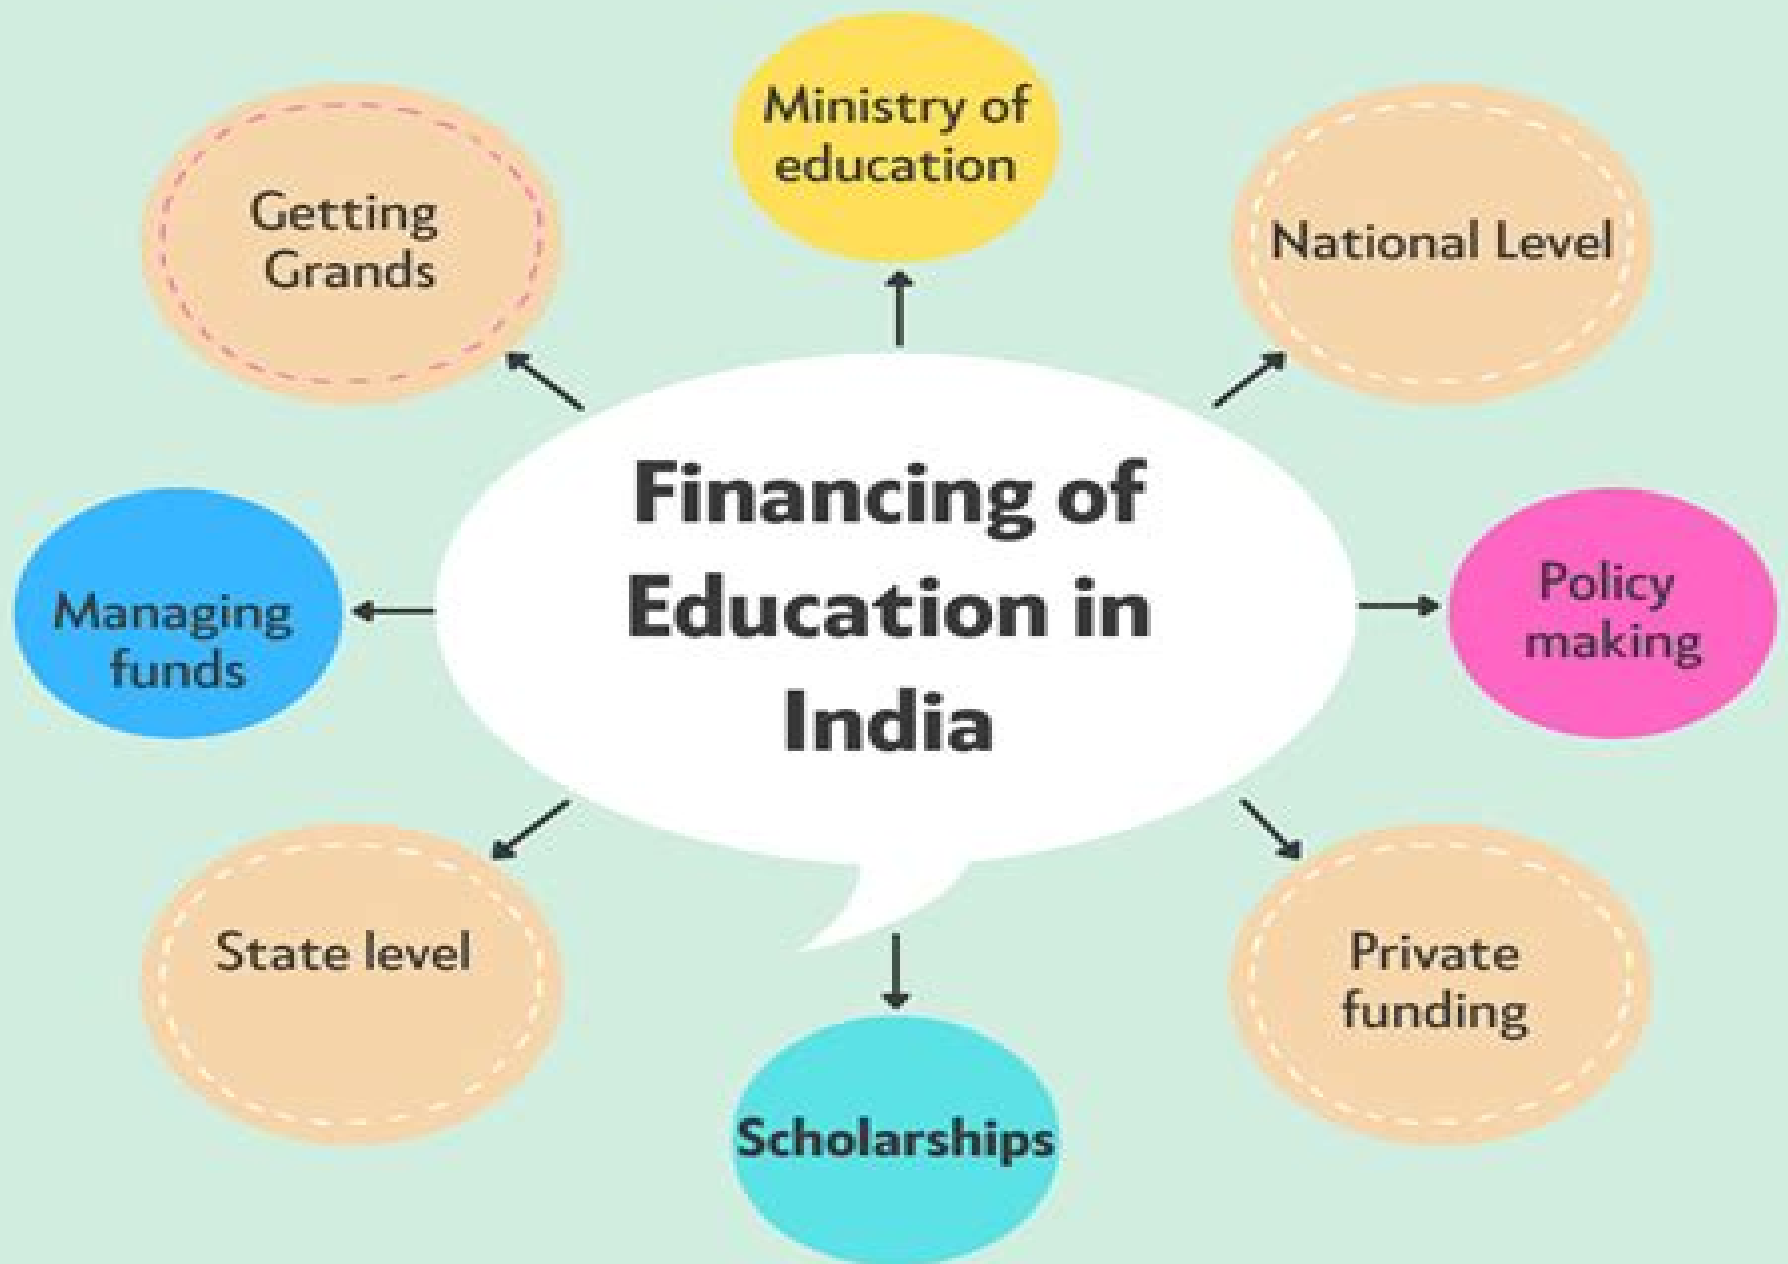 Ministry of
education
Getting
Grands
National Level
Financing of
Education in
India
Managing
funds
Policy
making
State level
Private
funding
Scholarships